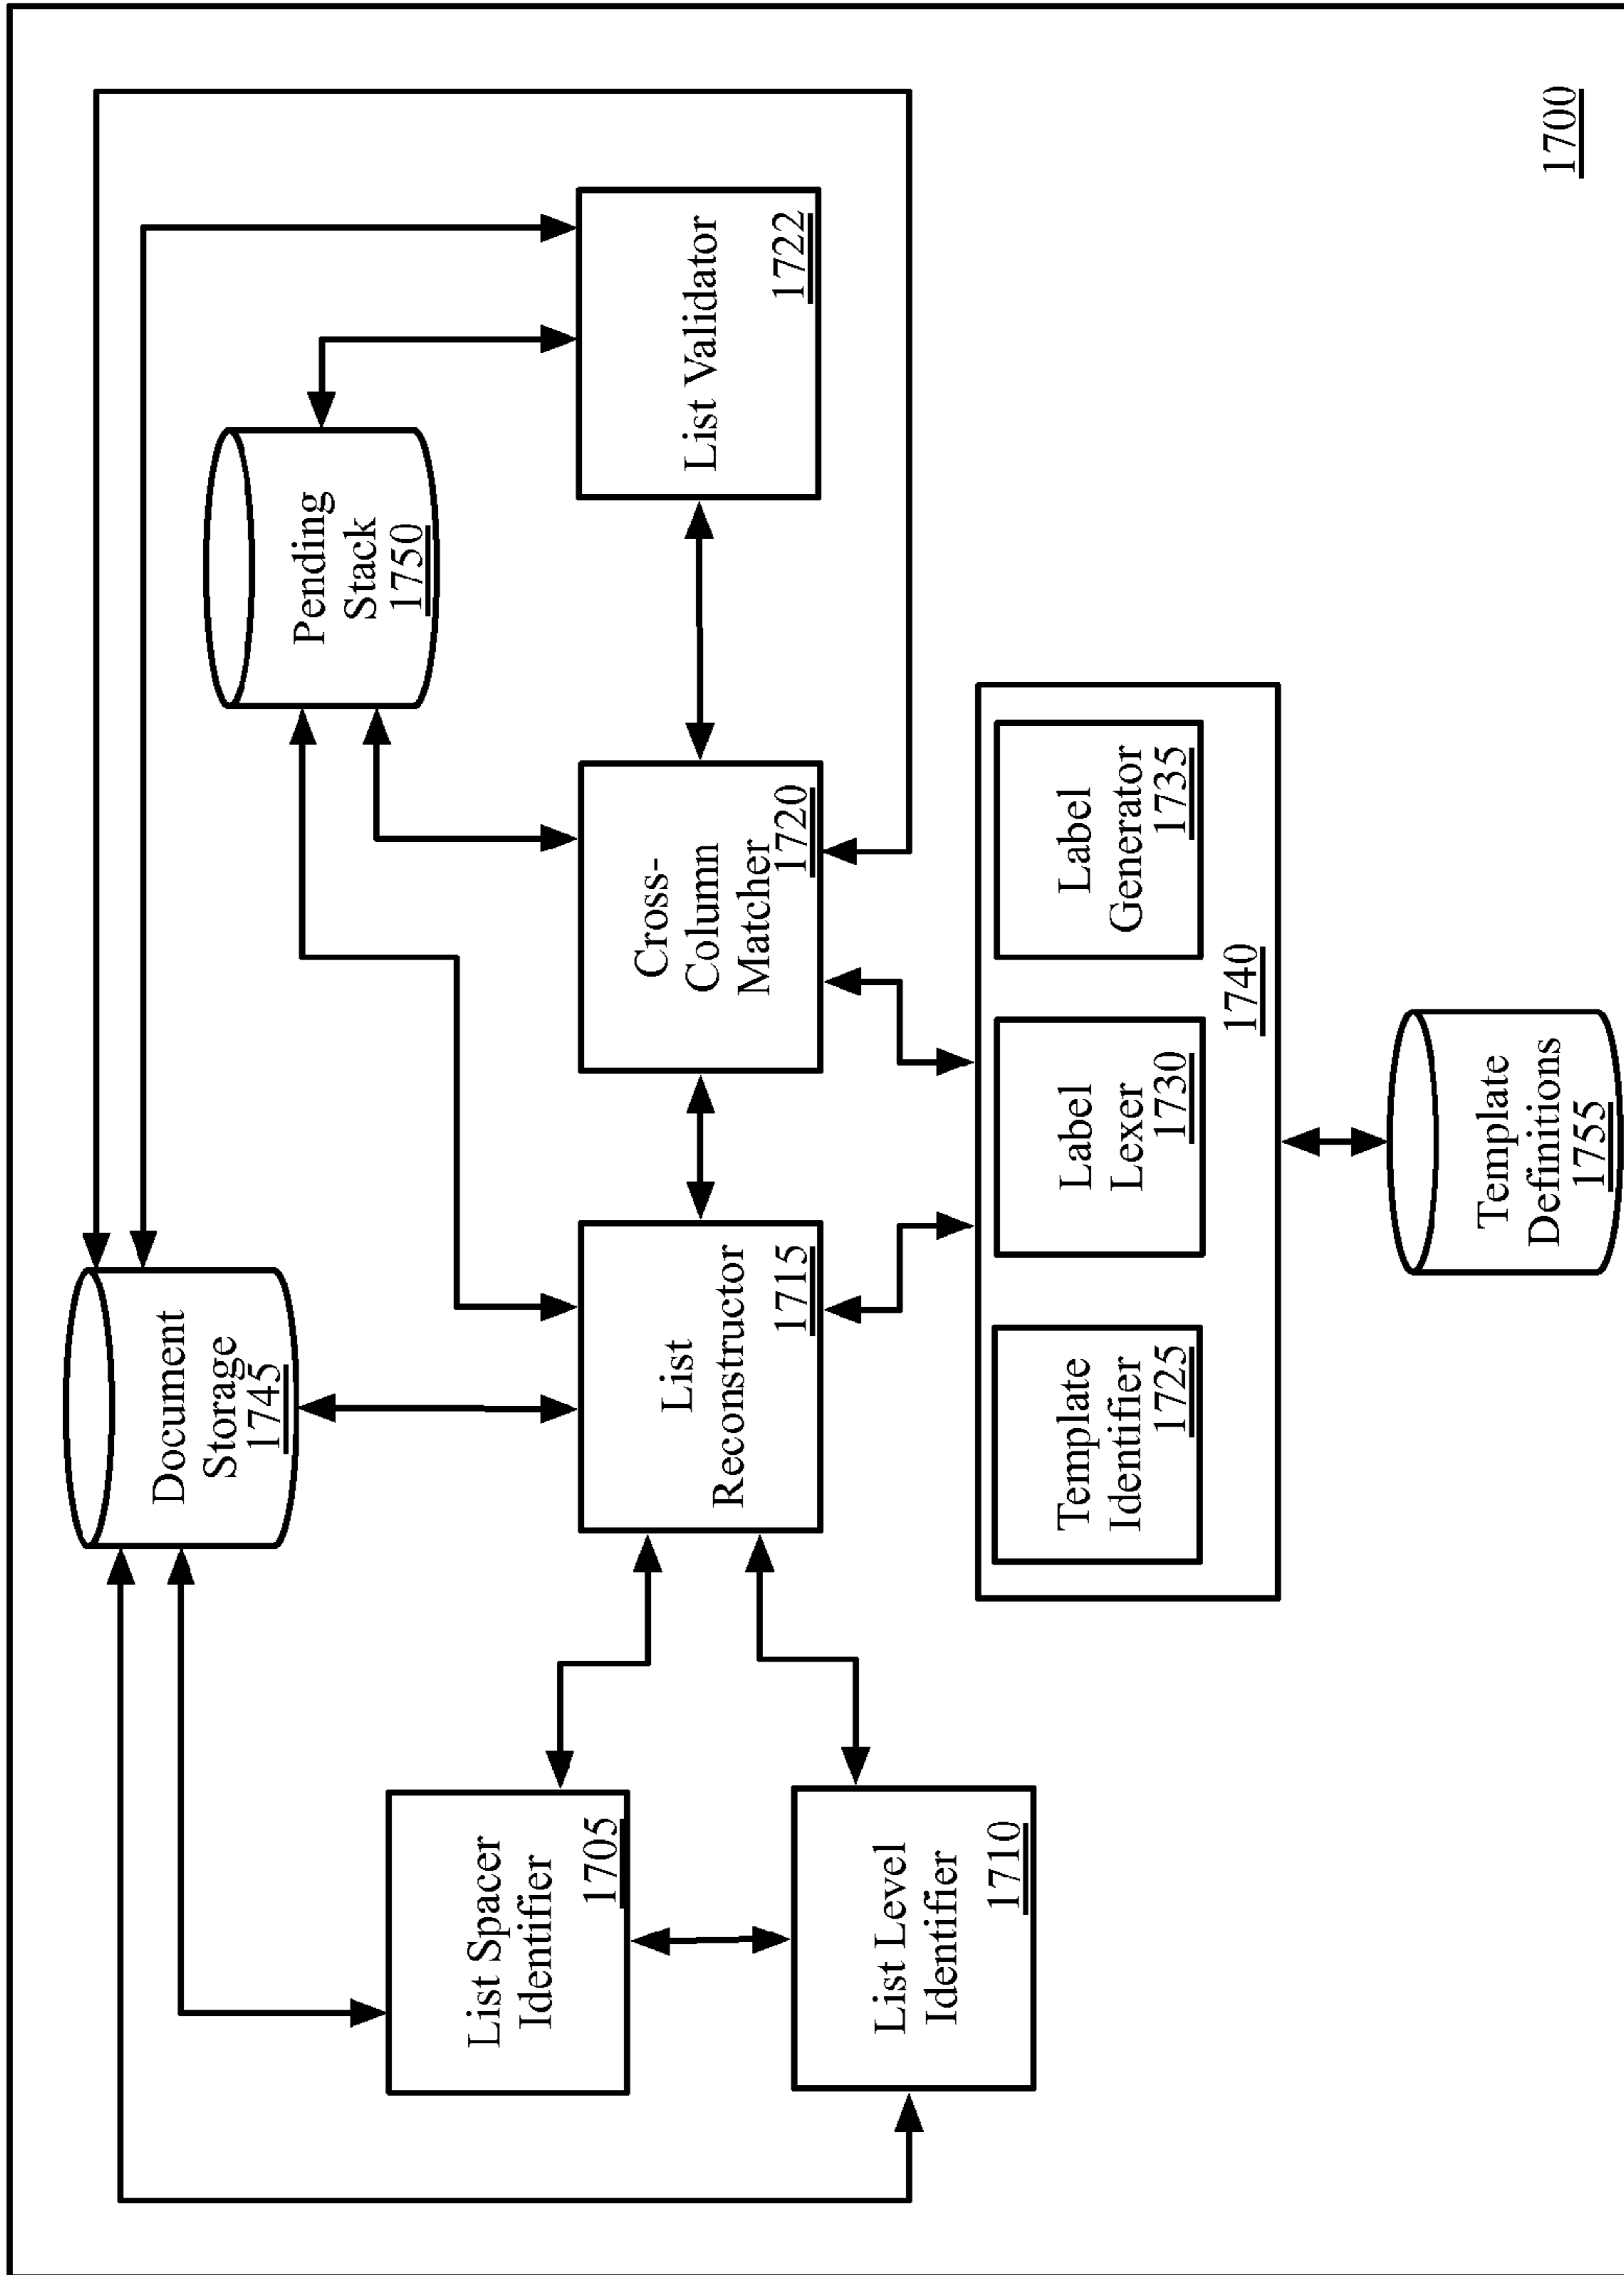 Document
Storage
1745
Pending
Stack
1750
List Spacer
Identifier
1705
List Level
Identifier
1710
List
Reconstructor
1715
Cross-
Column
Matcher
1720
List Validator
1722
Template
Identifier
1725
Label
Lexer
1730
Label
Generator
1735
1740
Template
Definitions
1755
1700